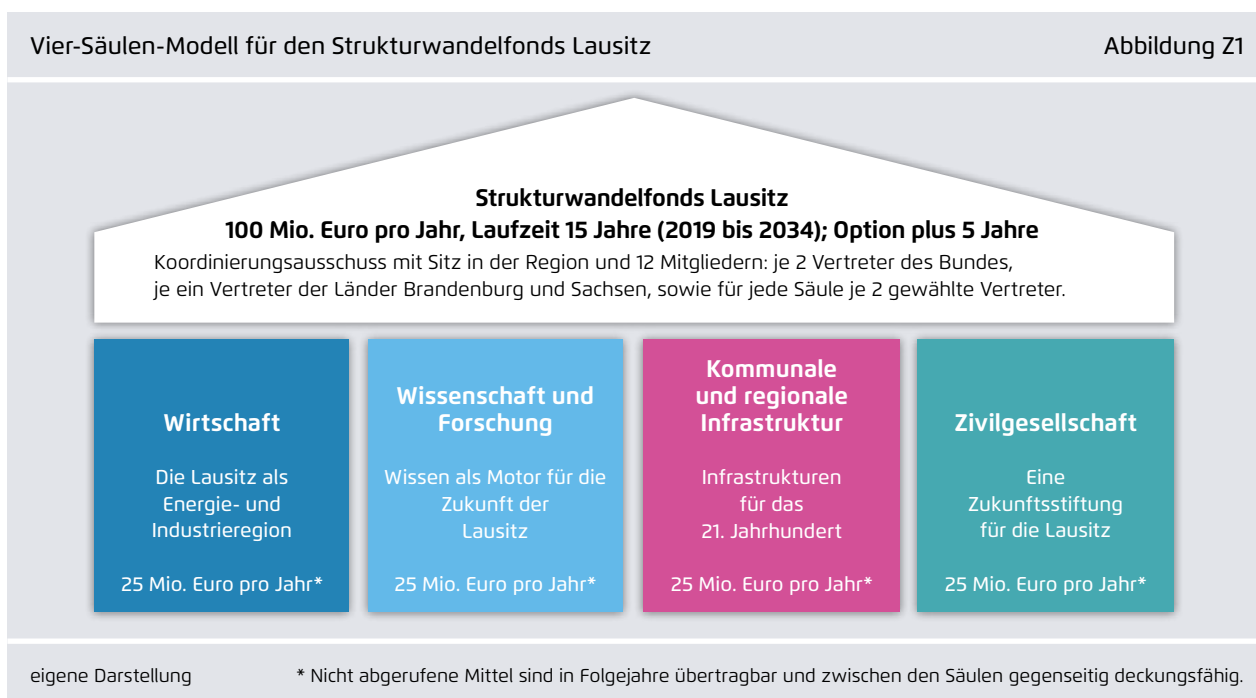 Vier-Säulen-Modell für den Strukturwandelfonds Lausitz
Abbildung Z1
Strukturwandelfonds Lausitz
100 Mio. Euro pro Jahr, Laufzeit 15 Jahre (2019 bis 2034); Option plus 5 Jahre
Koordinierungsausschuss mit Sitz in der Region und 12 Mitgliedern: je 2 Vertreter des Bundes,
je ein Vertreter der Länder Brandenburg und Sachsen, sowie für jede Säule je 2 gewählte Vertreter.
Wirtschaft
Die Lausitz als
Energie- und
Industrieregion
25 Mio. Euro pro Jahr*
Wissenschaft und
Forschung
Wissen als Motor für die
Zukunft der
Lausitz
25 Mio. Euro pro Jahr*
Kommunale
und regionale
Infrastruktur
Infrastrukturen
für das
21. Jahrhundert
25 Mio. Euro pro Jahr*
Zivilgesellschaft
Eine
Zukunftsstiftung
für die Lausitz
25 Mio. Euro pro Jahr*
eigene Darstellung
* Nicht abgerufene Mittel sind in Folgejahre übertragbar und zwischen den Säulen gegenseitig deckungsfähig.